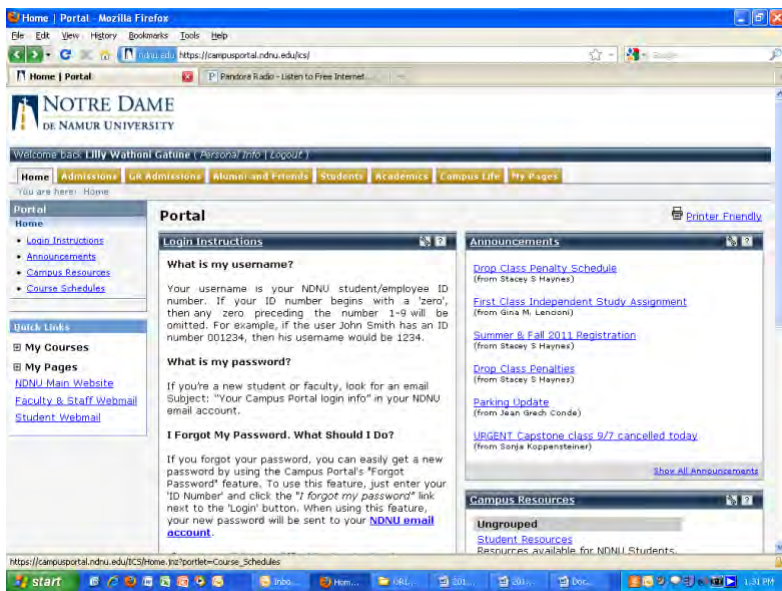 Home | Portal - Mozilla Firefox
File Edit View History Bookmarks Tools Help
ndnu.edu https://campusportal.ndnu.edu/ics/
Home | Portal
Pandora Radio - Listen to Free Internet...
NOTRE DAME
DE NAMUR UNIVERSITY
Welcome back Lilly Wathoni Gatune ( Personal Info | Logout )
Home Admissions GR Admissions Alumni and Friends Students Academics Campus Life My Pages
You are here: Home
Portal
Home
Login Instructions
Announcements
Campus Resources
Course Schedules
Quick Links
My Courses
My Pages
NDNU Main Website
Faculty & Staff Webmail
Student Webmail
Portal
Printer Friendly
Login Instructions
What is my username?
Your username is your NDNU student/employee ID
number. If your ID number begins with a 'zero',
then any zero preceding the number 1-9 will be
omitted. For example, if the user John Smith has an ID
number 001234, then his username would be 1234.
What is my password?
If you're a new student or faculty, look for an email
Subject: "Your Campus Portal login info" in your NDNU
email account.
I Forgot My Password. What Should I Do?
If you forgot your password, you can easily get a new
password by using the Campus Portal's "Forgot
Password" feature. To use this feature, just enter your
'ID Number' and click the "I forgot my password" link
next to the 'Login' button. When using this feature,
your new password will be sent to your NDNU email
account.
Announcements
Drop Class Penalty Schedule
(from Stacey S Haynes)
First Class Independent Study Assignment
(from Gina M. Lencioni)
Summer & Fall 2011 Registration
(from Stacey S Haynes)
Drop Class Penalties
(from Stacey S Haynes)
Parking Update
(from Jean Grech Conde)
URGENT Capstone class 9/7 cancelled today
(from Sonja Koppensteiner)
Show All Announcements
Campus Resources
Ungrouped
Student Resources
Resources available for NDNU Students.
https://campusportal.ndnu.edu/ICS/Home.jnz?portlet=Course_Schedules
start
Inbo...
Hom...
201...
201...
Doc...
1:31 PM